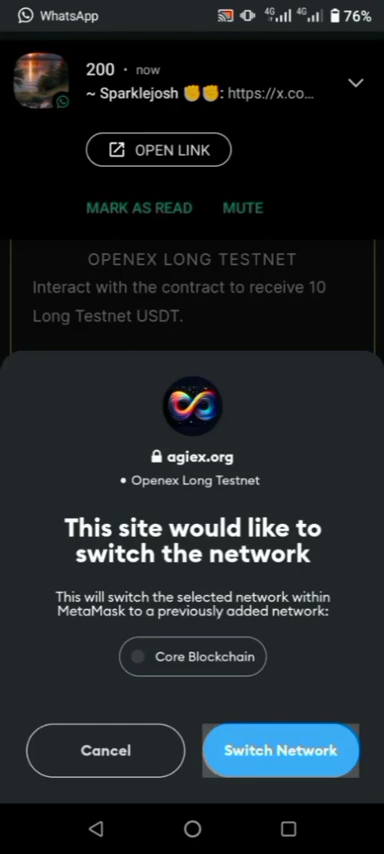 WhatsApp
4G 4G 76%
200 • now
~ Sparklejosh ✊✊: https://x.co...
OPEN LINK
MARK AS READ MUTE
OPENEX LONG TESTNET
Interact with the contract to receive 10
Long Testnet USDT.
agiex.org
• Openex Long Testnet
This site would like to
switch the network
This will switch the selected network within
MetaMask to a previously added network:
Core Blockchain
Cancel Switch Network